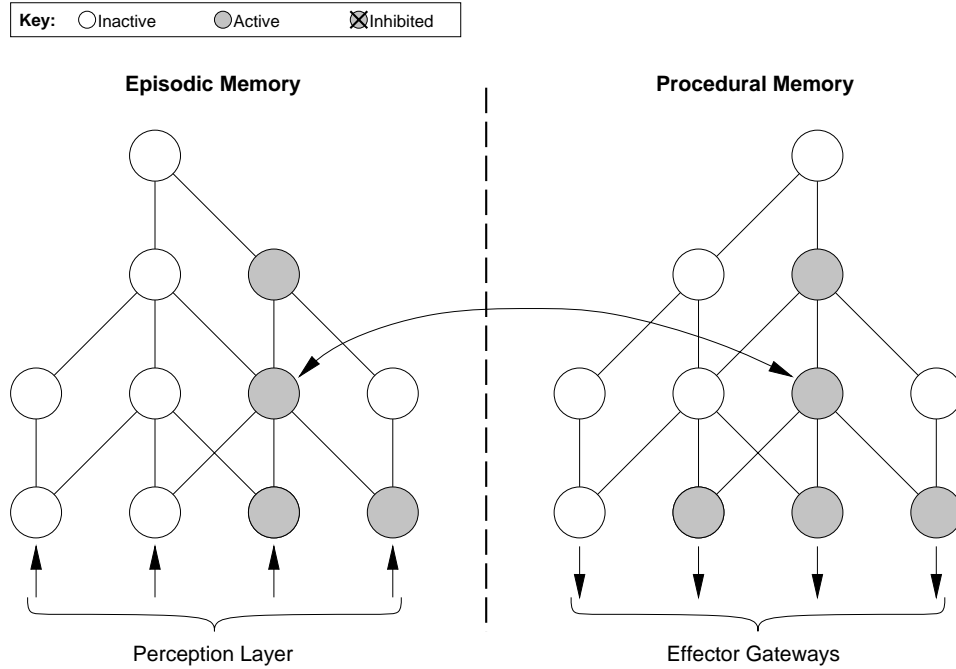 Key: Inactive Active Inhibited
Episodic Memory Procedural Memory
Perception Layer Effector Gateways